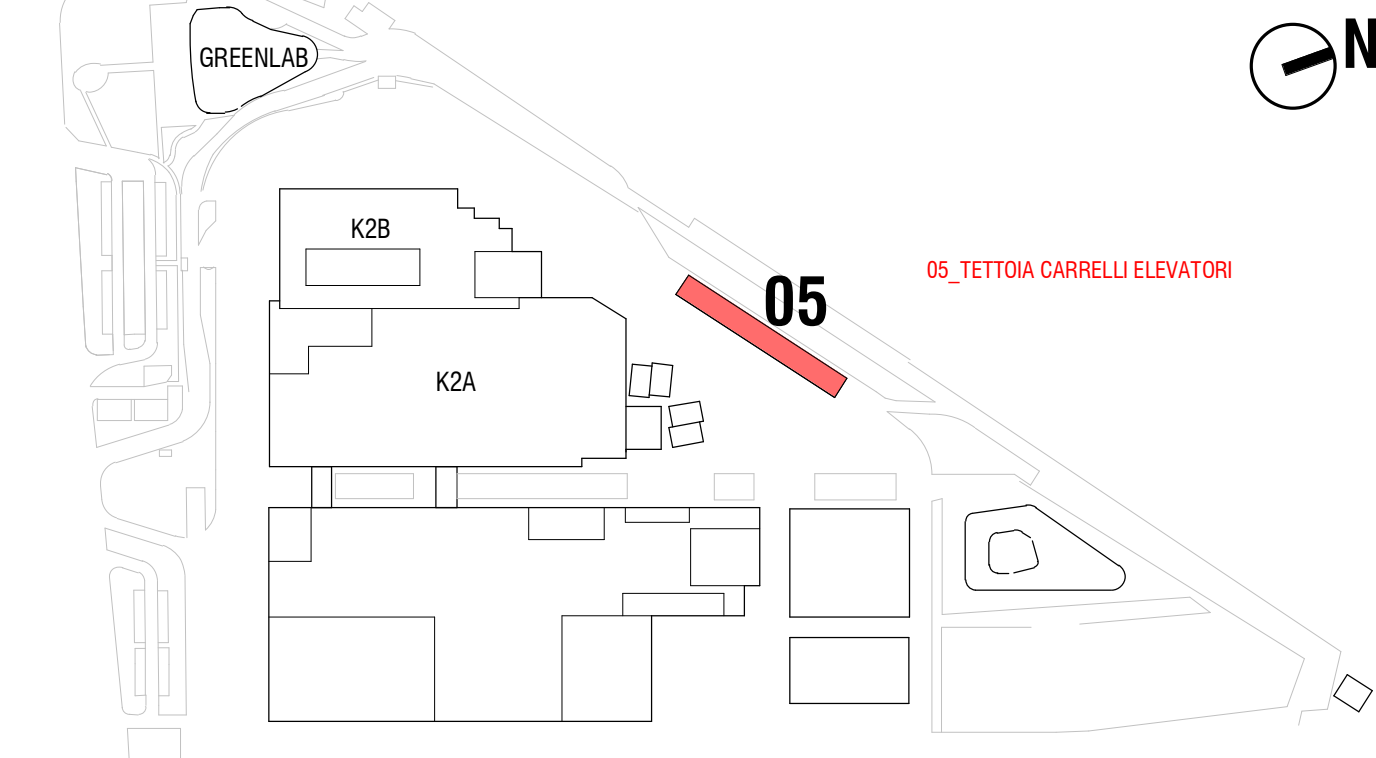 N
GREENLAB
K2B
05_TETTOIA CARRELLI ELEVATORI
05
K2A